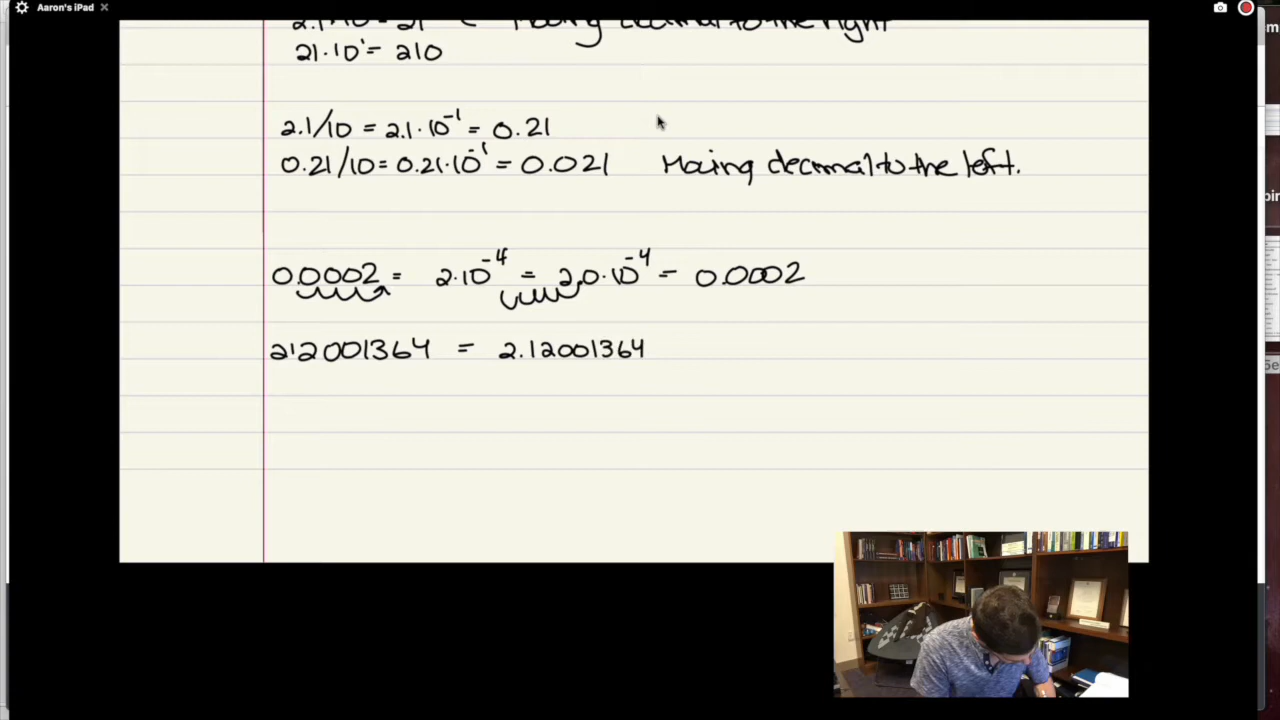 Aaron's iPad
21·10¹= 210
2.1/10 = 2.1·10⁻¹ = 0.21
0.21/10= 0.21·10⁻¹ = 0.021 Moving decimal to the left.
0.0002 = 2·10⁻⁴ = 2.0·10⁻⁴ = 0.0002
212001364 = 2.12001364